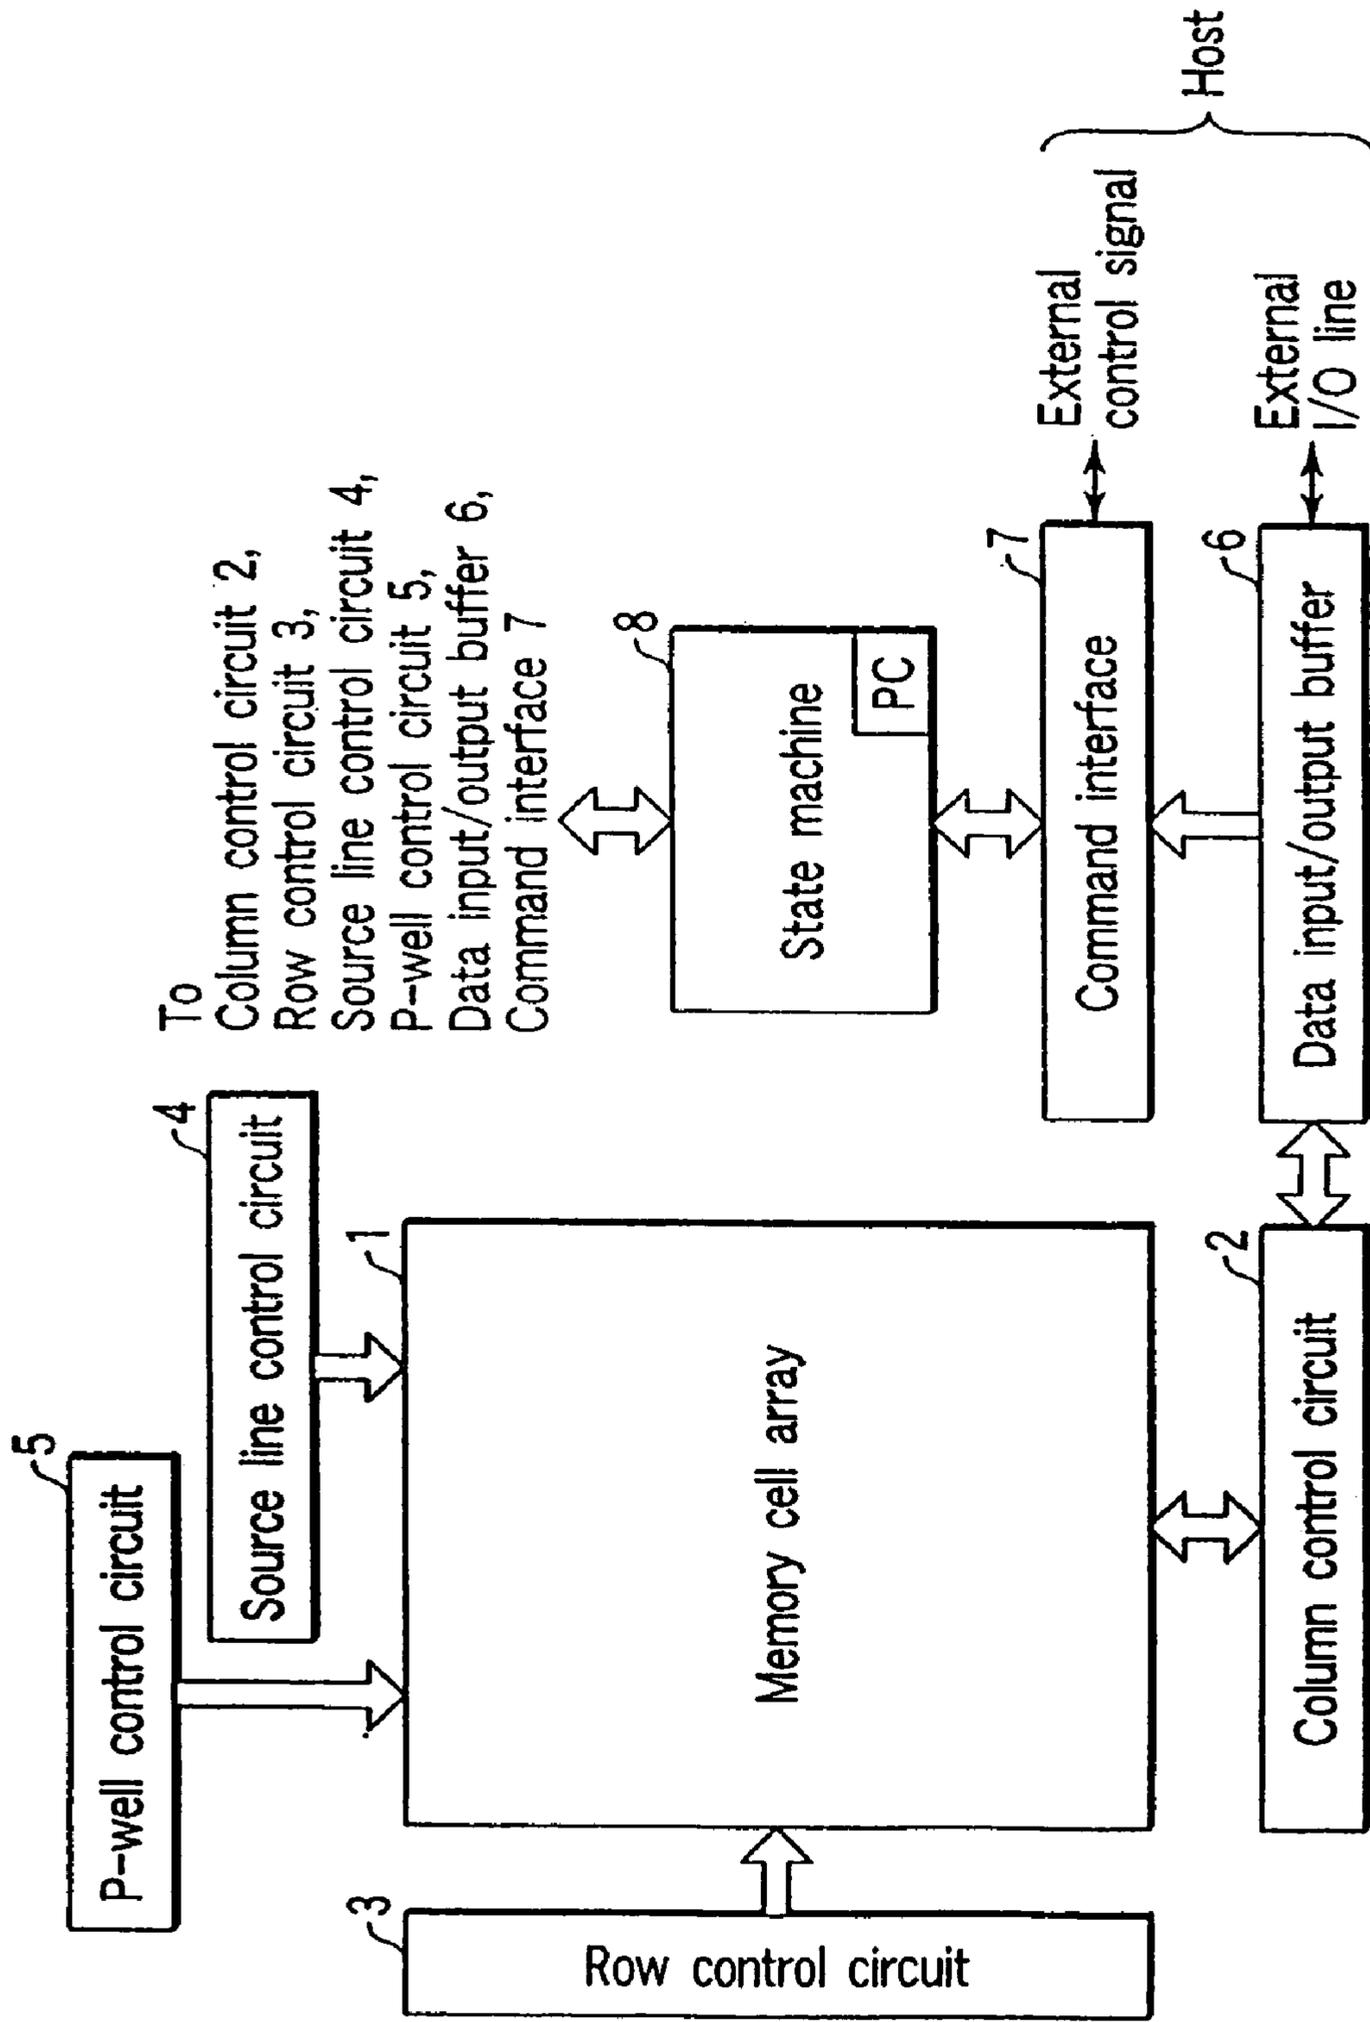 5
P-well control circuit
4
Source line control circuit
To
Column control circuit 2,
Row control circuit 3,
Source line control circuit 4,
P-well control circuit 5,
Data input/output buffer 6,
Command interface 7
3
Row control circuit
1
Memory cell array
8
State machine
PC
7
Command interface
External
control signal
Host
2
Column control circuit
6
Data input/output buffer
External
I/O line